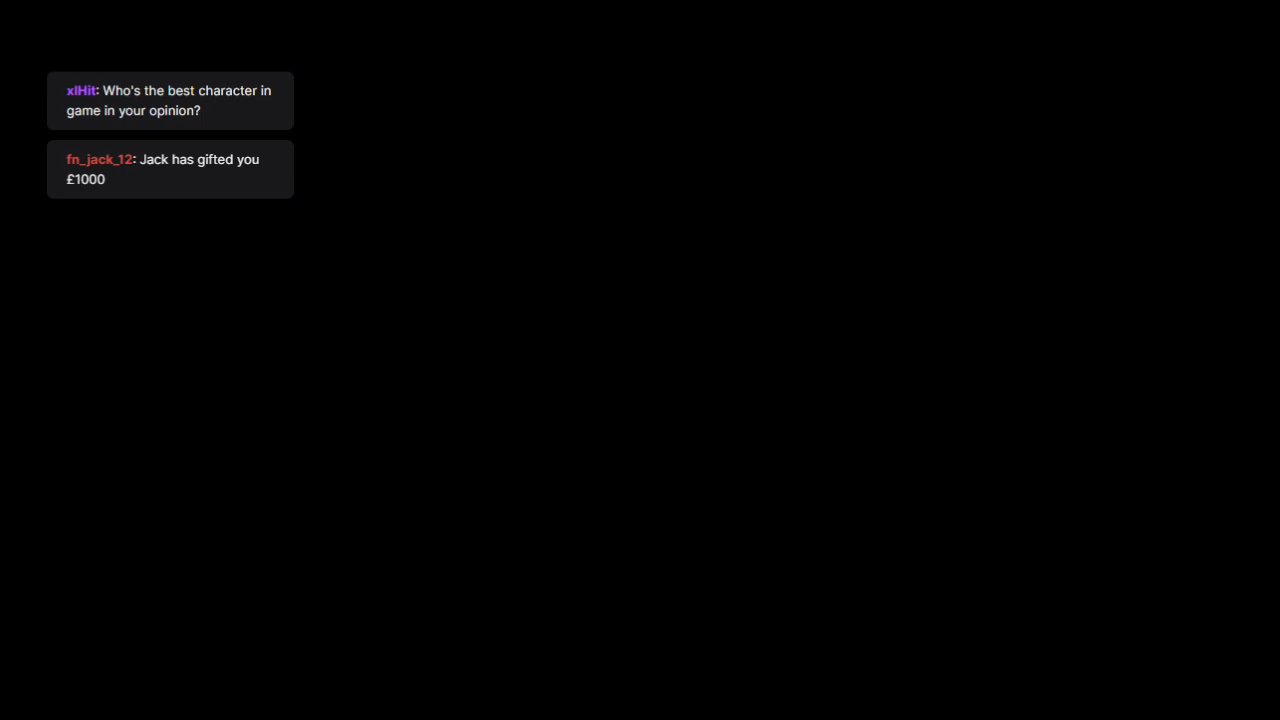 xlHit: Who's the best character in
game in your opinion?
fn_jack_12: Jack has gifted you
£1000